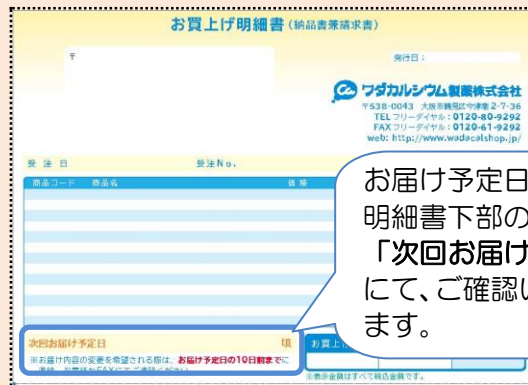 お買上げ明細書(納品書兼請求書)
〒
発行日：
ワダカルシウム製薬株式会社
〒538-0043 大阪市鶴見区今津南2-7-36
TEL フリーダイヤル：0120-80-9292
FAX フリーダイヤル：0120-61-9292
web: http://www.wadacalshop.jp/
受注日
受注No.
商品コード 商品名 価格
お届け予定日
明細書下部の
「次回お届け
にて、ご確認い
ます。
次回お届け予定日 頃
お買上
※お届け内容の変更を希望される際は、お届け予定日の10日前までに
※表示金額はすべて税込金額です。